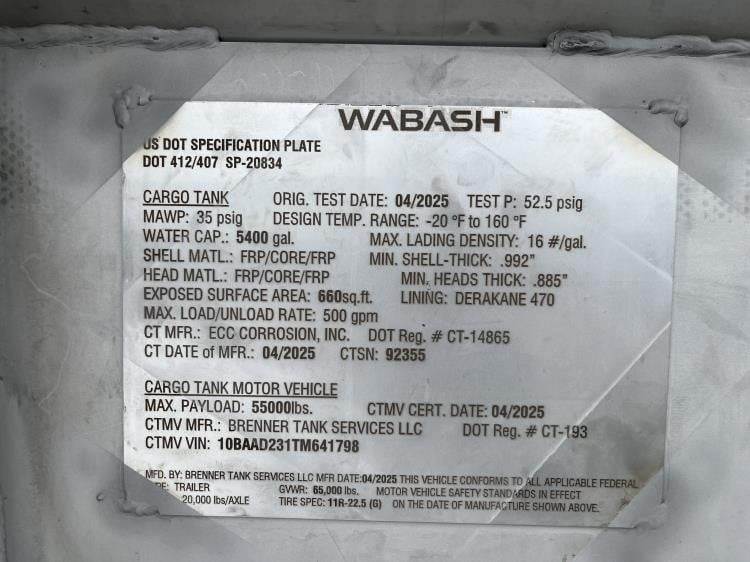 WABASH™
US DOT SPECIFICATION PLATE
DOT 412/407 SP-20834
CARGO TANK ORIG. TEST DATE: 04/2025 TEST P: 52.5 psig
MAWP: 35 psig DESIGN TEMP. RANGE: -20 °F to 160 °F
WATER CAP.: 5400 gal. MAX. LADING DENSITY: 16 #/gal.
SHELL MATL.: FRP/CORE/FRP MIN. SHELL-THICK: .992"
HEAD MATL.: FRP/CORE/FRP MIN. HEADS THICK: .885"
EXPOSED SURFACE AREA: 660sq.ft. LINING: DERAKANE 470
MAX. LOAD/UNLOAD RATE: 500 gpm
CT MFR.: ECC CORROSION, INC. DOT Reg. # CT-14865
CT DATE of MFR.: 04/2025 CTSN: 92355
CARGO TANK MOTOR VEHICLE
MAX. PAYLOAD: 55000lbs. CTMV CERT. DATE: 04/2025
CTMV MFR.: BRENNER TANK SERVICES LLC DOT Reg. # CT-193
CTMV VIN: 10BAAD231TM641798
MFD. BY: BRENNER TANK SERVICES LLC MFR DATE:04/2025 THIS VEHICLE CONFORMS TO ALL APPLICABLE FEDERAL
TRAILER GVWR: 65,000 lbs. MOTOR VEHICLE SAFETY STANDARDS IN EFFECT
20,000 lbs/AXLE TIRE SPEC: 11R-22.5 (G) ON THE DATE OF MANUFACTURE SHOWN ABOVE.